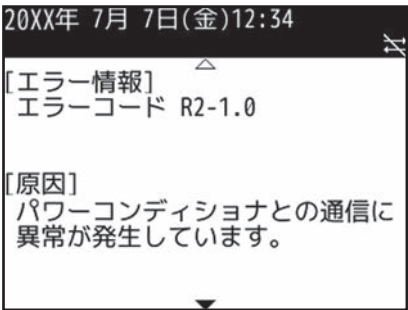 20XX年 7月 7日(金)12:34
[エラー情報]
エラーコード R2-1.0
[原因]
パワーコンディショナとの通信に
異常が発生しています。